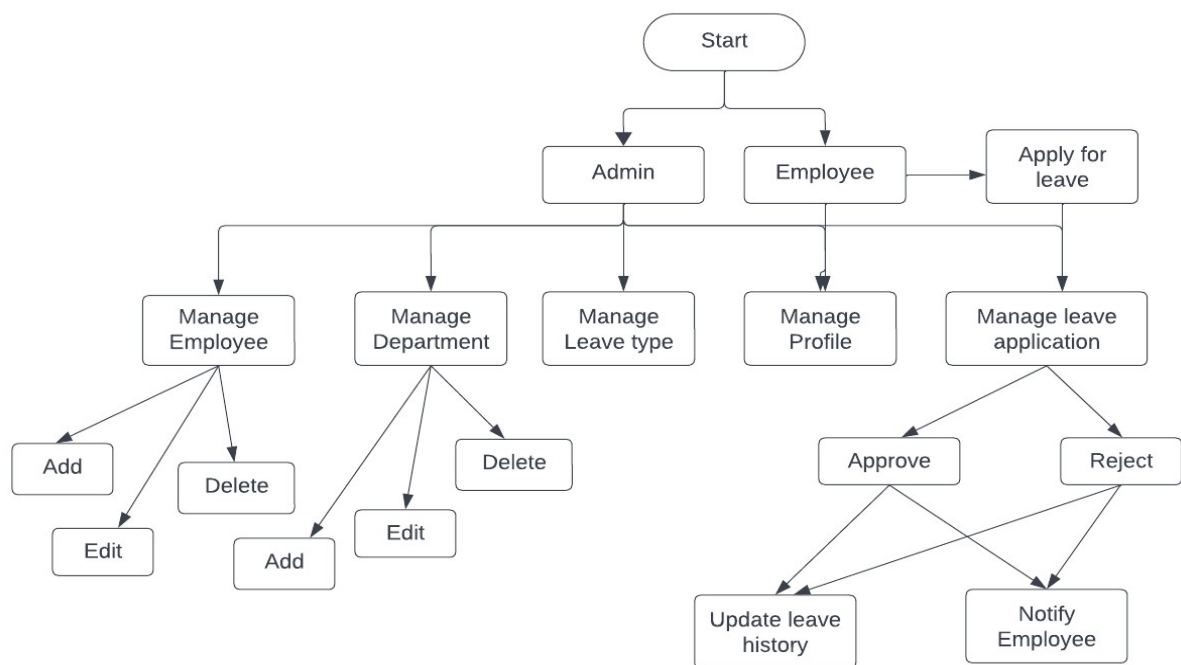 Start
Admin
Employee
Apply for
leave
Manage
Employee
Manage
Department
Manage
Leave type
Manage
Profile
Manage leave
application
Add
Edit
Delete
Add
Edit
Delete
Approve
Reject
Update leave
history
Notify
Employee